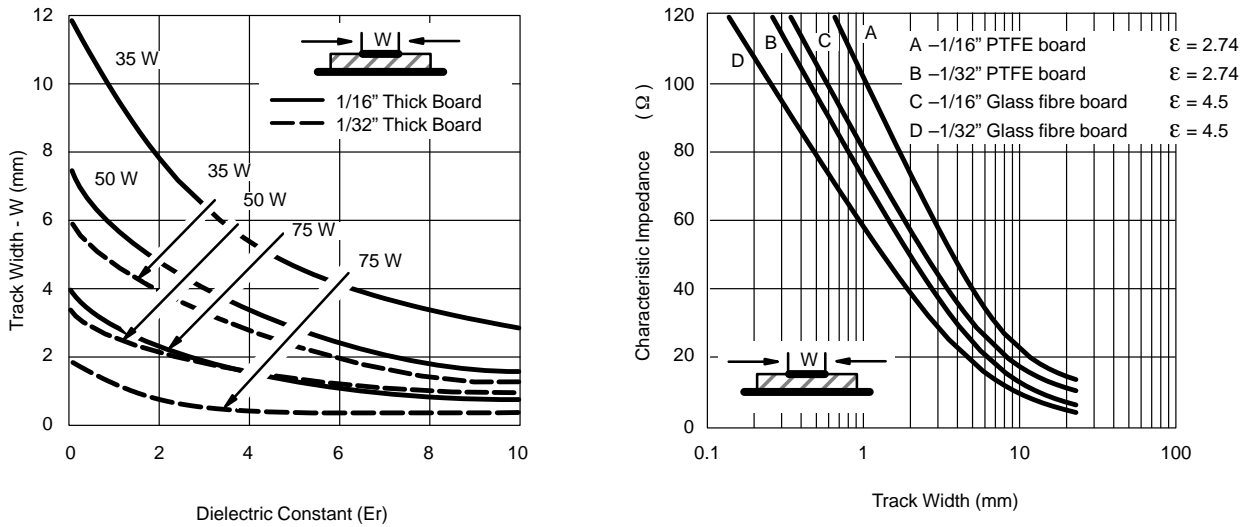 12
10
8
6
4
2
0
Track Width - W (mm)
35 W
50 W
35 W
50 W
75 W
75 W
W
1/16” Thick Board
1/32” Thick Board
0
2
4
6
8
10
Dielectric Constant (Er)
120
100
80
60
40
20
0
Characteristic Impedance ( Ω )
D
B
C
A
A –1/16” PTFE board ε = 2.74
B –1/32” PTFE board ε = 2.74
C –1/16” Glass fibre board ε = 4.5
D –1/32” Glass fibre board ε = 4.5
W
0.1
1
10
100
Track Width (mm)